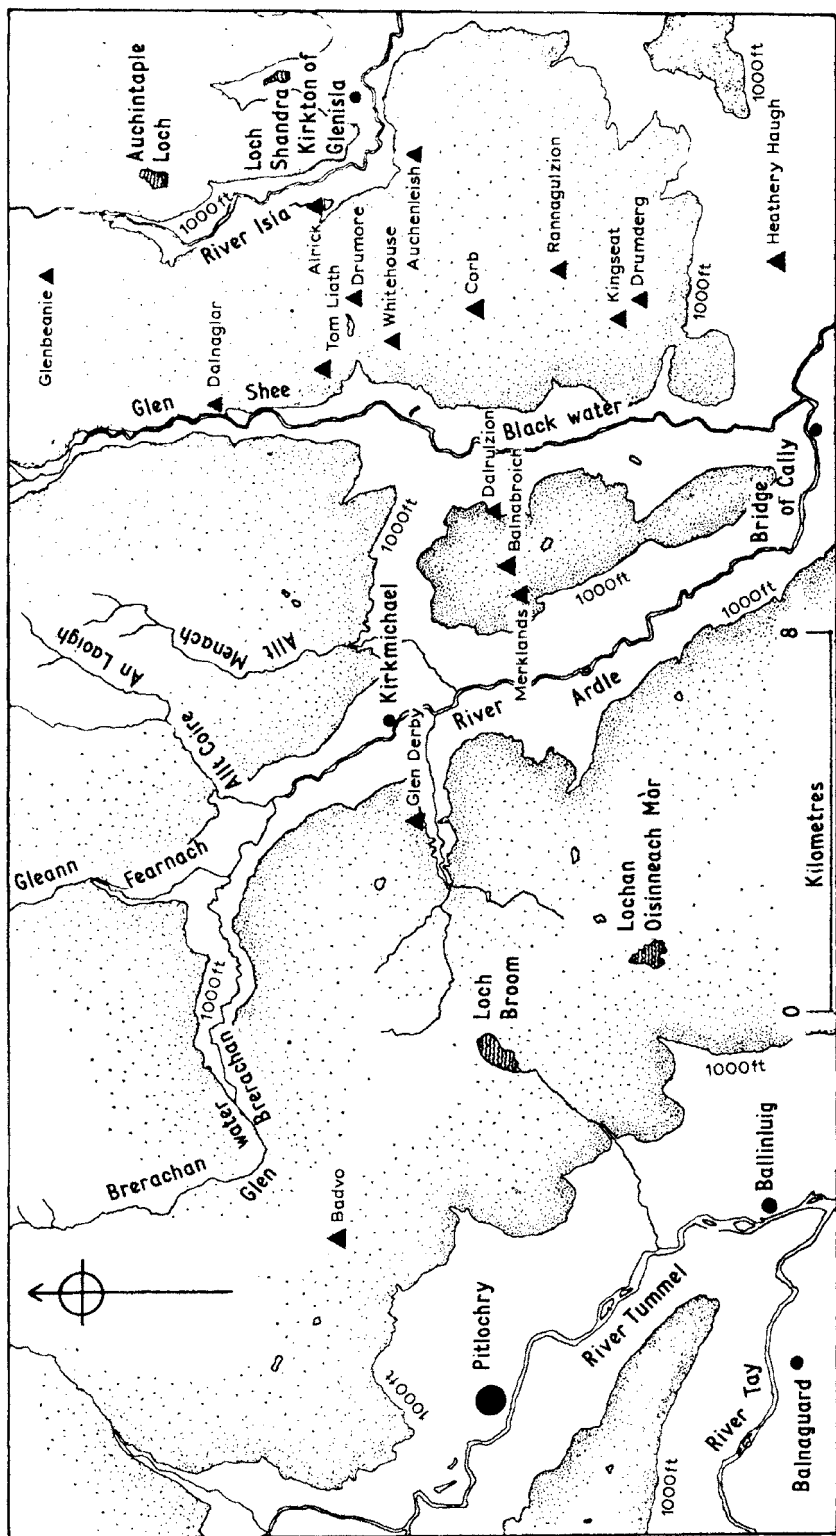 Auchintaple
Loch
Loch
Shandra
Kirkton of
Glenisla
1000ft
River Isla
1000ft
Heathery Haugh
Glenbeanie
Dalnaglar
Alrick
Tom Liath
Drumore
Whitehouse
Auchenleish
Corb
Rannagulzion
Kingseat
Drumderg
1000ft
Glen
Shee
Black water
Dalrulzion
Balnabroich
Merklands
Bridge
of Cally
1000ft
1000ft
1000ft
An Laoigh
Allt
Menach
Allt Coire
Kirkmichael
River
Ardle
Glen Derby
Gleann
Fearnach
1000ft
Brerachan
water
Brerachan
Glen
Badvo
Loch
Broom
Lochan
Oisinneach Mòr
8
Kilometres
0
1000ft
Ballinluig
Pitlochry
1000ft
River Tummel
River Tay
Balnaguard
1000ft